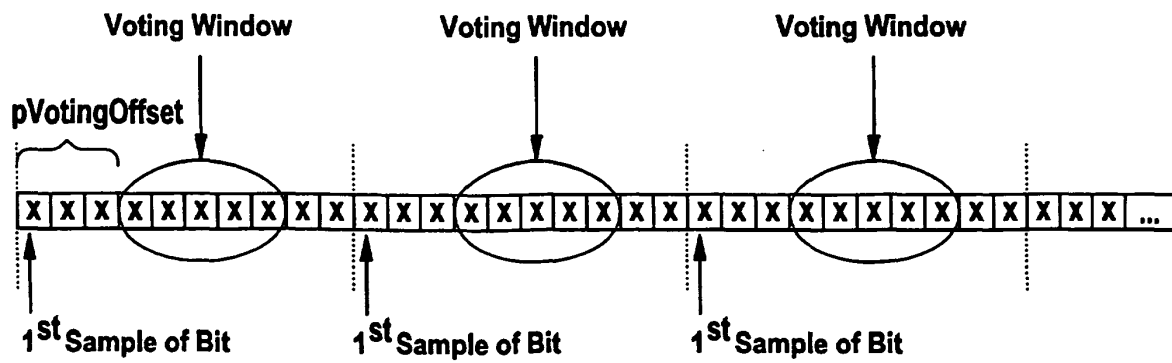 Voting Window Voting Window Voting Window
pVotingOffset
X X X X X X X X X X X X X X X X X X X X X X X X X X X X X X X X X ...
1st Sample of Bit 1st Sample of Bit 1st Sample of Bit